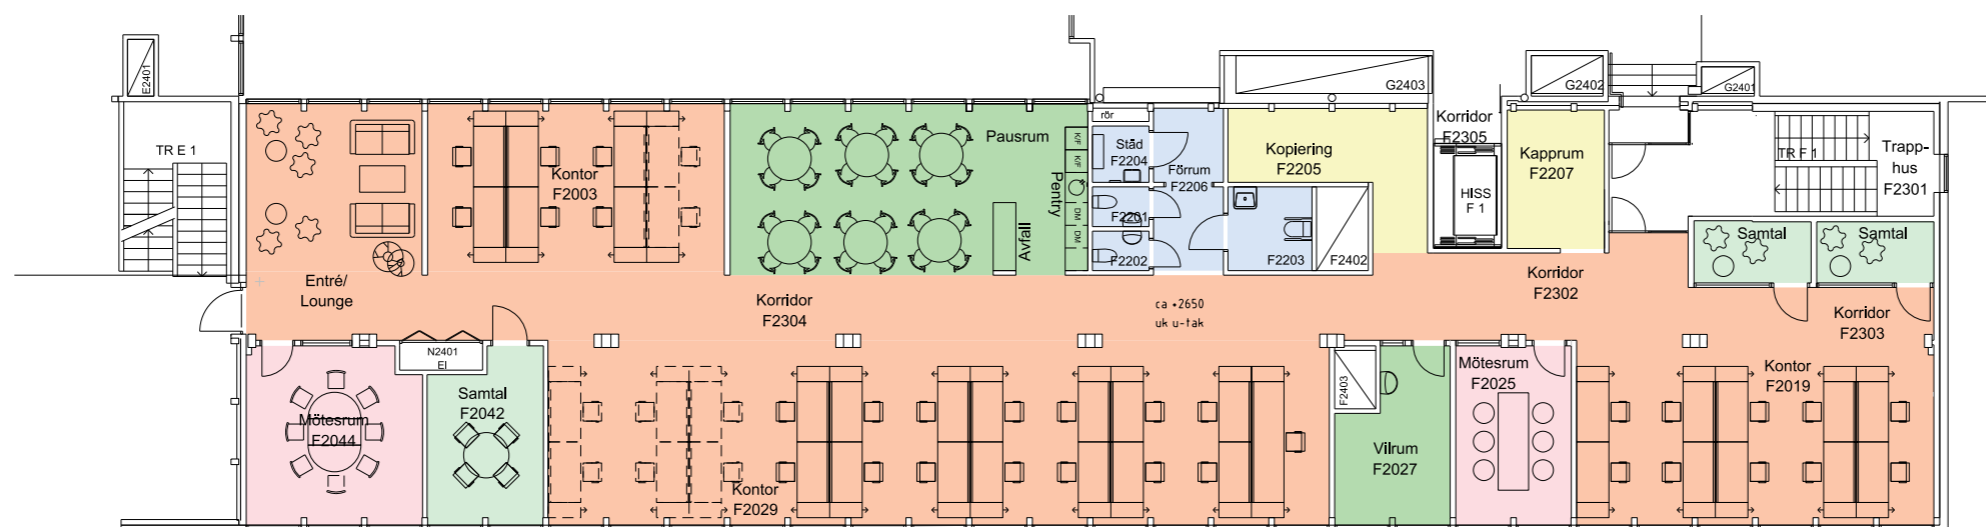 E2401
TR E 1
Entré/
Lounge
Kontor
F2003
Pausrum
K/F
K/F
DM
DM
Pentry
Avfall
rör
Städ
F2204
Förrum
F2206
F2201
F2202
F2203
F2402
Kopiering
F2205
G2403
Korridor
F2305
HISS
F 1
Kapprum
F2207
G2402
G2401
TR F 1
Trapp-
hus
F2301
Samtal
Samtal
Korridor
F2304
ca +2650
uk u-tak
Korridor
F2302
Korridor
F2303
N2401
El
Mötesrum
F2044
Samtal
F2042
Kontor
F2029
F2403
Vilrum
F2027
Mötesrum
F2025
Kontor
F2019